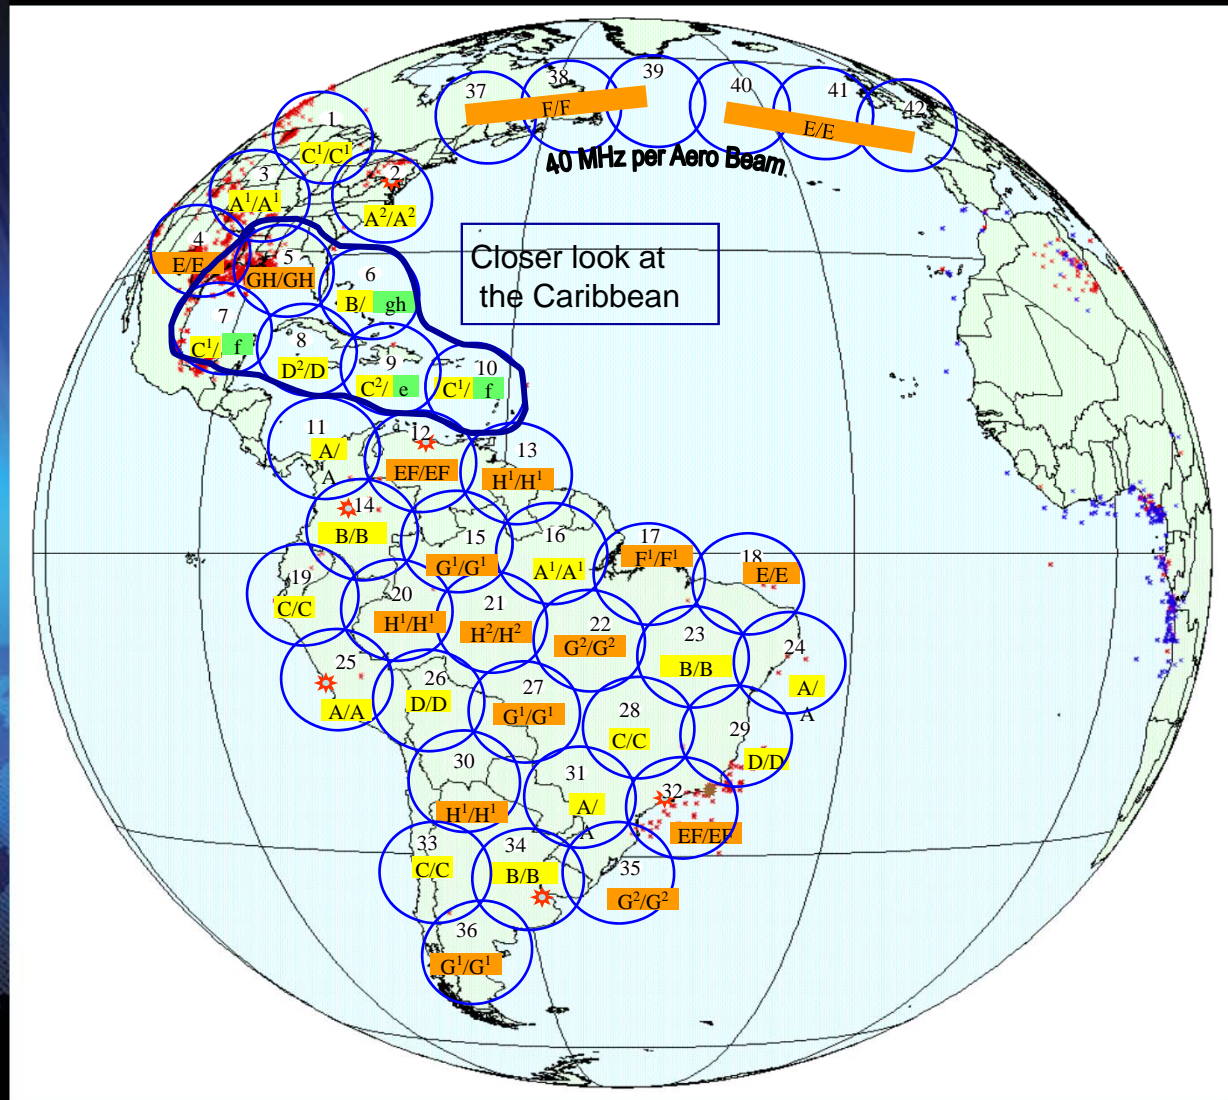 37
38
39
40
41
42
F/F
E/E
40 MHz per Aero Beam.
1
C¹/C¹
2
A²/A²
3
A¹/A¹
4
E/E
5
GH/GH
6
B/ gh
Closer look at
the Caribbean
7
C¹/ f
8
D²/D
9
C²/ e
10
C¹/ f
11
A/
A
12
EF/EF
13
H¹/H¹
14
B/B
15
G¹/G¹
16
A¹/A¹
17
F¹/F¹
18
E/E
19
C/C
20
H¹/H¹
21
H²/H²
22
G²/G²
23
B/B
24
A/
A
25
A/A
26
D/D
27
G¹/G¹
28
C/C
29
D/D
30
H¹/H¹
31
A/
A
32
EF/EF
33
C/C
34
B/B
35
G²/G²
36
G¹/G¹